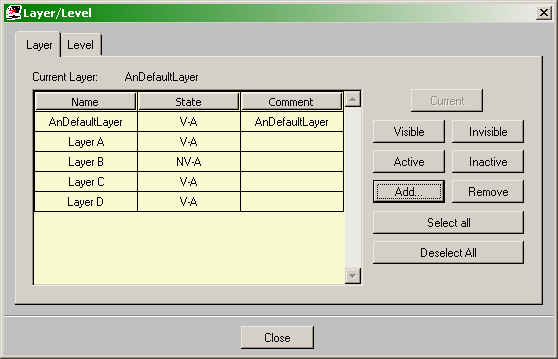 Layer/Level
Layer Level
Current Layer: AnDefaultLayer
Name State Comment
AnDefaultLayer V-A AnDefaultLayer
Layer A V-A
Layer B NV-A
Layer C V-A
Layer D V-A
Current
Visible Invisible
Active Inactive
Add... Remove
Select all
Deselect All
Close